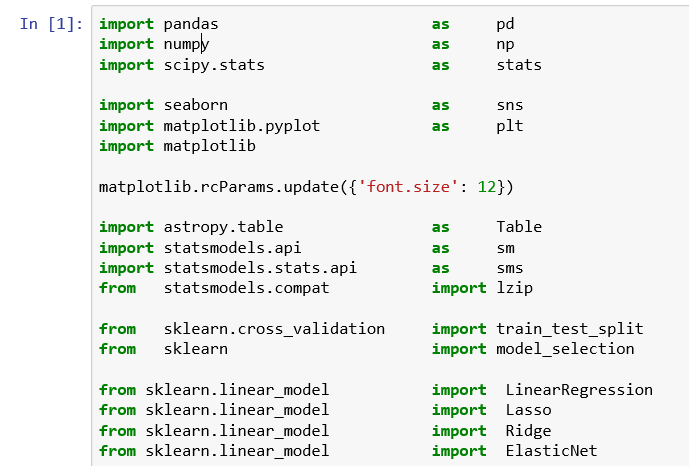 In [1]: import pandas as pd
import numpy as np
import scipy.stats as stats
import seaborn as sns
import matplotlib.pyplot as plt
import matplotlib
matplotlib.rcParams.update({'font.size': 12})
import astropy.table as Table
import statsmodels.api as sm
import statsmodels.stats.api as sms
from statsmodels.compat import lzip
from sklearn.cross_validation import train_test_split
from sklearn import model_selection
from sklearn.linear_model import LinearRegression
from sklearn.linear_model import Lasso
from sklearn.linear_model import Ridge
from sklearn.linear_model import ElasticNet